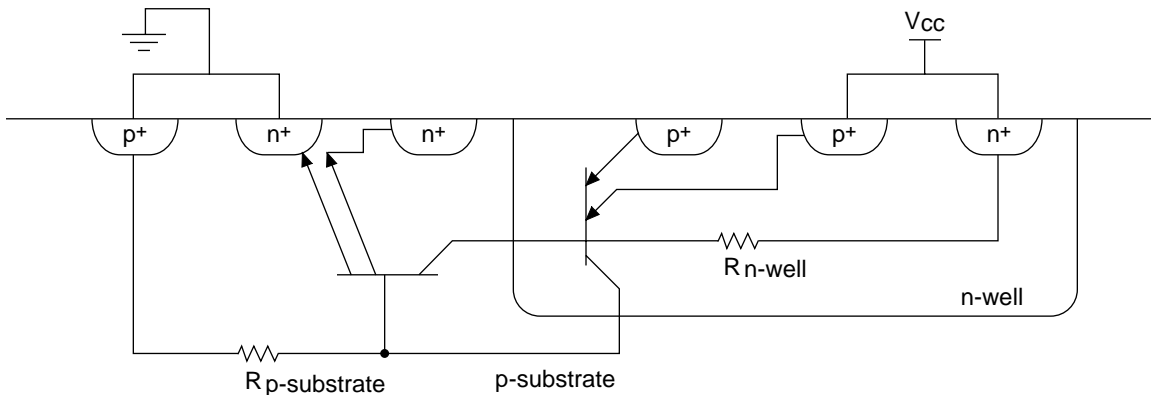 VCC
p+
n+
n+
p+
p+
n+
R n-well
n-well
R p-substrate
p-substrate